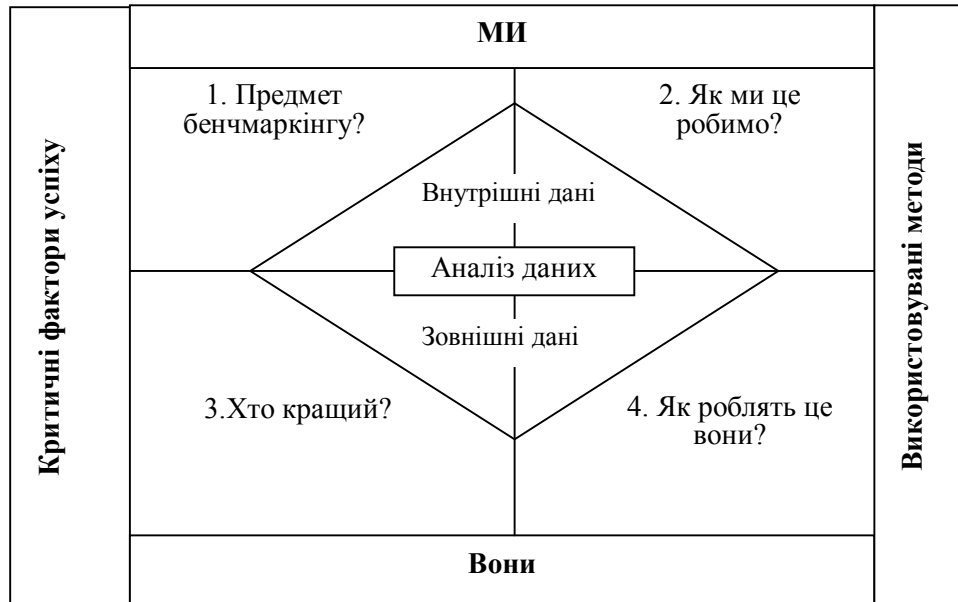 МИ
1. Предмет
бенчмаркінгу?
2. Як ми це
робимо?
Критичні фактори успіху
Внутрішні дані
Аналіз даних
Зовнішні дані
Використовувані методи
3.Хто кращий?
4. Як роблять це
вони?
Вони